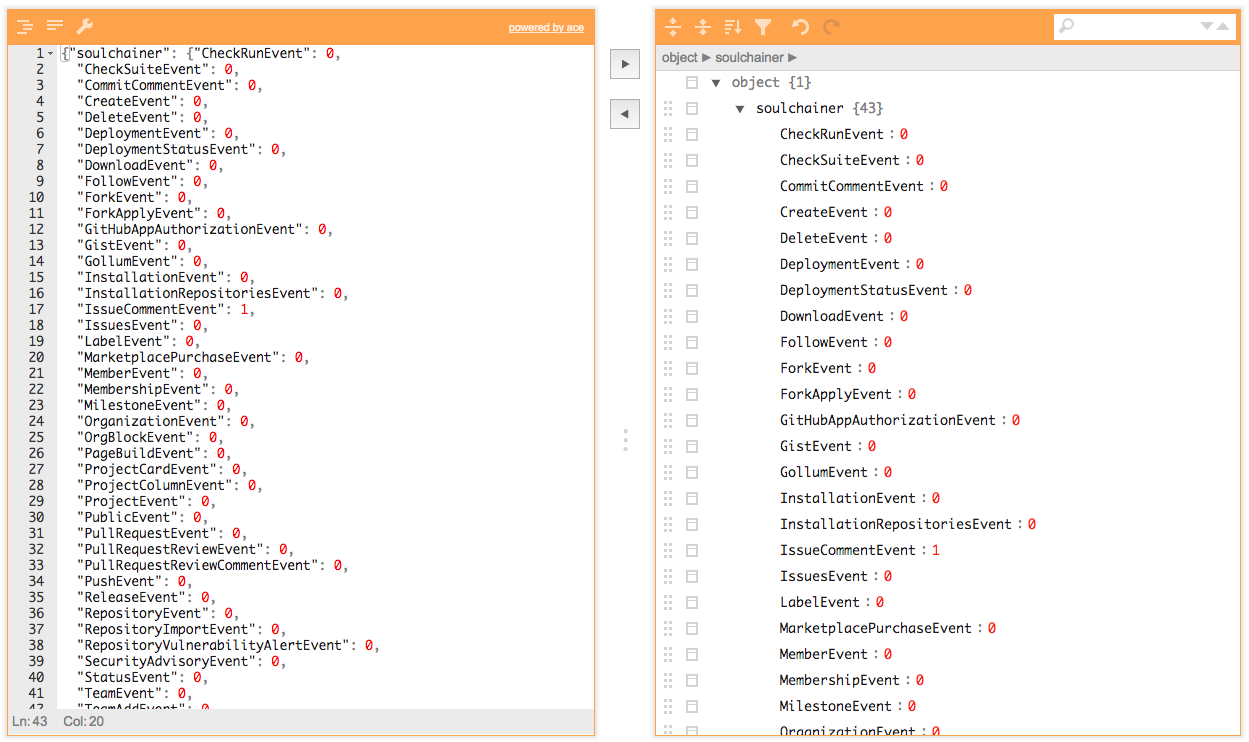 powered by ace
1 {"soulchainer": {"CheckRunEvent": 0,
2 "CheckSuiteEvent": 0,
3 "CommitCommentEvent": 0,
4 "CreateEvent": 0,
5 "DeleteEvent": 0,
6 "DeploymentEvent": 0,
7 "DeploymentStatusEvent": 0,
8 "DownloadEvent": 0,
9 "FollowEvent": 0,
10 "ForkEvent": 0,
11 "ForkApplyEvent": 0,
12 "GitHubAppAuthorizationEvent": 0,
13 "GistEvent": 0,
14 "GollumEvent": 0,
15 "InstallationEvent": 0,
16 "InstallationRepositoriesEvent": 0,
17 "IssueCommentEvent": 1,
18 "IssuesEvent": 0,
19 "LabelEvent": 0,
20 "MarketplacePurchaseEvent": 0,
21 "MemberEvent": 0,
22 "MembershipEvent": 0,
23 "MilestoneEvent": 0,
24 "OrganizationEvent": 0,
25 "OrgBlockEvent": 0,
26 "PageBuildEvent": 0,
27 "ProjectCardEvent": 0,
28 "ProjectColumnEvent": 0,
29 "ProjectEvent": 0,
30 "PublicEvent": 0,
31 "PullRequestEvent": 0,
32 "PullRequestReviewEvent": 0,
33 "PullRequestReviewCommentEvent": 0,
34 "PushEvent": 0,
35 "ReleaseEvent": 0,
36 "RepositoryEvent": 0,
37 "RepositoryImportEvent": 0,
38 "RepositoryVulnerabilityAlertEvent": 0,
39 "SecurityAdvisoryEvent": 0,
40 "StatusEvent": 0,
41 "TeamEvent": 0,
42 "TeamAddEvent": 0,
Ln: 43 Col: 20
object ▶ soulchainer ▶
object {1}
soulchainer {43}
CheckRunEvent : 0
CheckSuiteEvent : 0
CommitCommentEvent : 0
CreateEvent : 0
DeleteEvent : 0
DeploymentEvent : 0
DeploymentStatusEvent : 0
DownloadEvent : 0
FollowEvent : 0
ForkEvent : 0
ForkApplyEvent : 0
GitHubAppAuthorizationEvent : 0
GistEvent : 0
GollumEvent : 0
InstallationEvent : 0
InstallationRepositoriesEvent : 0
IssueCommentEvent : 1
IssuesEvent : 0
LabelEvent : 0
MarketplacePurchaseEvent : 0
MemberEvent : 0
MembershipEvent : 0
MilestoneEvent : 0
OrganizationEvent : 0